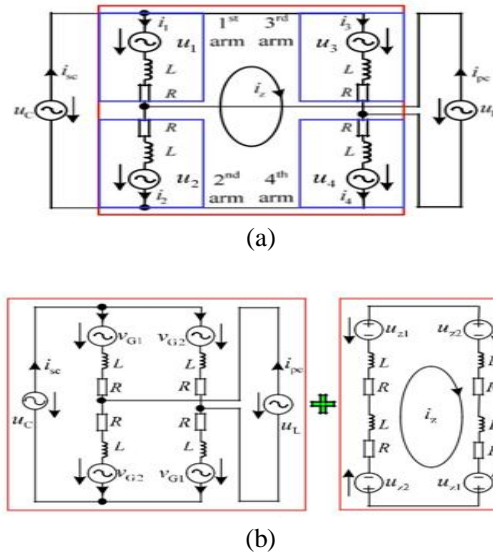 i1 1st 3rd i3
arm arm
isc u1 u3 ipc
L L
R iz R
uC
R R
L L
u2 2nd 4th u4
i2 arm arm i4
(a)
vG1 vG2 uz1 uz2
isc L L ipc L L
R R R R
uC uL iz
R R L L
L L R R
vG2 vG1 uz2 uz1
(b)